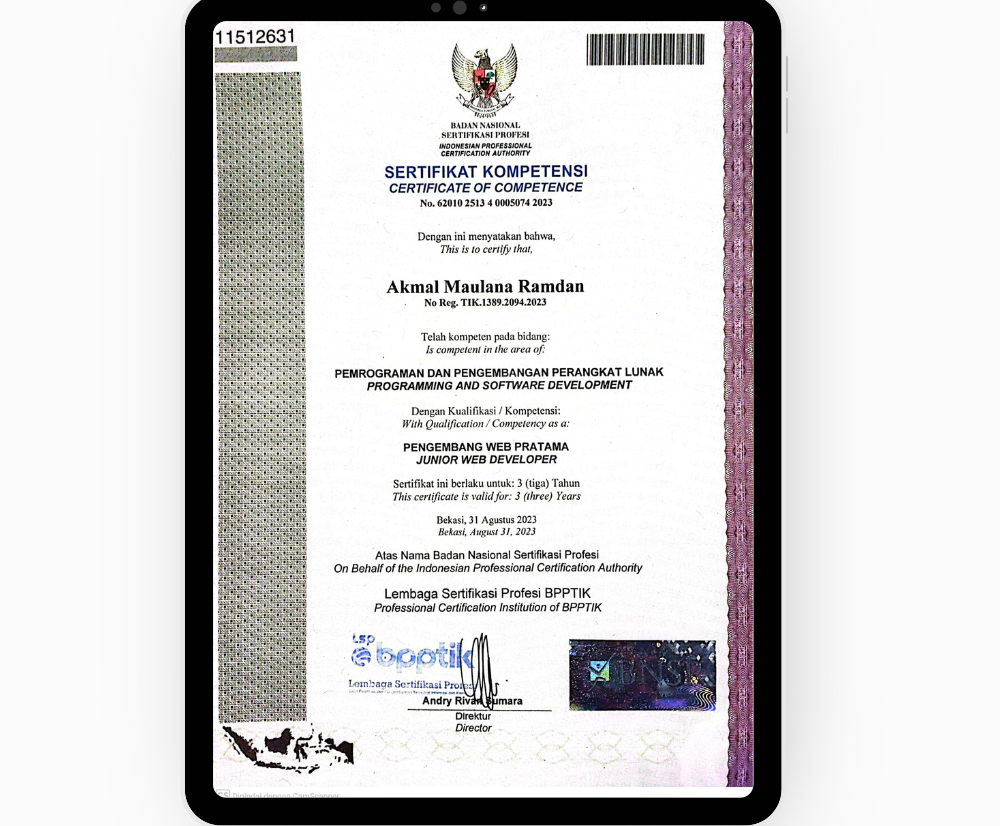 11512631
BADAN NASIONAL
SERTIFIKASI PROFESI
INDONESIAN PROFESSIONAL
CERTIFICATION AUTHORITY
SERTIFIKAT KOMPETENSI
CERTIFICATE OF COMPETENCE
No. 62010 2513 4 0005074 2023
Dengan ini menyatakan bahwa,
This is to certify that,
Akmal Maulana Ramdan
No Reg. TIK.1389.2094.2023
Telah kompeten pada bidang:
Is competent in the area of:
PEMROGRAMAN DAN PENGEMBANGAN PERANGKAT LUNAK
PROGRAMMING AND SOFTWARE DEVELOPMENT
Dengan Kualifikasi / Kompetensi:
With Qualification / Competency as a:
PENGEMBANG WEB PRATAMA
JUNIOR WEB DEVELOPER
Sertifikat ini berlaku untuk: 3 (tiga) Tahun
This certificate is valid for: 3 (three) Years
Bekasi, 31 Agustus 2023
Bekasi, August 31, 2023
Atas Nama Badan Nasional Sertifikasi Profesi
On Behalf of the Indonesian Professional Certification Authority
Lembaga Sertifikasi Profesi BPPTIK
Professional Certification Institution of BPPTIK
Lsp
bpptik
Lembaga Sertifikasi
BNSP
Andry Rivan Sumara
Direktur
Director
CS Dipindai dengan CamScanner